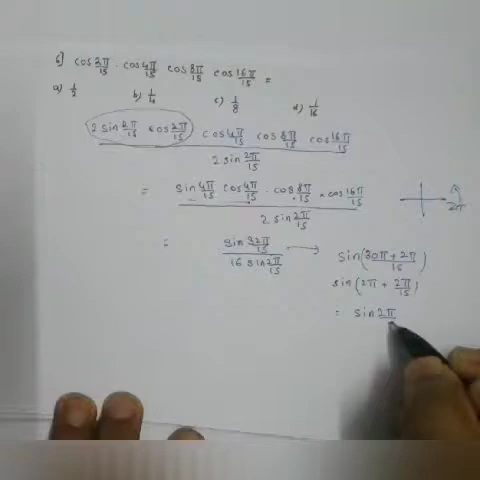 6] cos 2π/15 · cos 4π/15 cos 8π/15 cos 16π/15 =
a) 1/2 b) 1/4 c) 1/8 d) 1/16
2 sin 2π/15 cos 2π/15 cos 4π/15 cos 8π/15 cos 16π/15
2 sin 2π/15
= sin 4π/15 cos 4π/15 · cos 8π/15 · cos 16π/15
2 sin 2π/15
2π
= sin 32π/15
16 sin 2π/15
sin(30π + 2π/15)
sin(2π + 2π/15)
= sin 2π